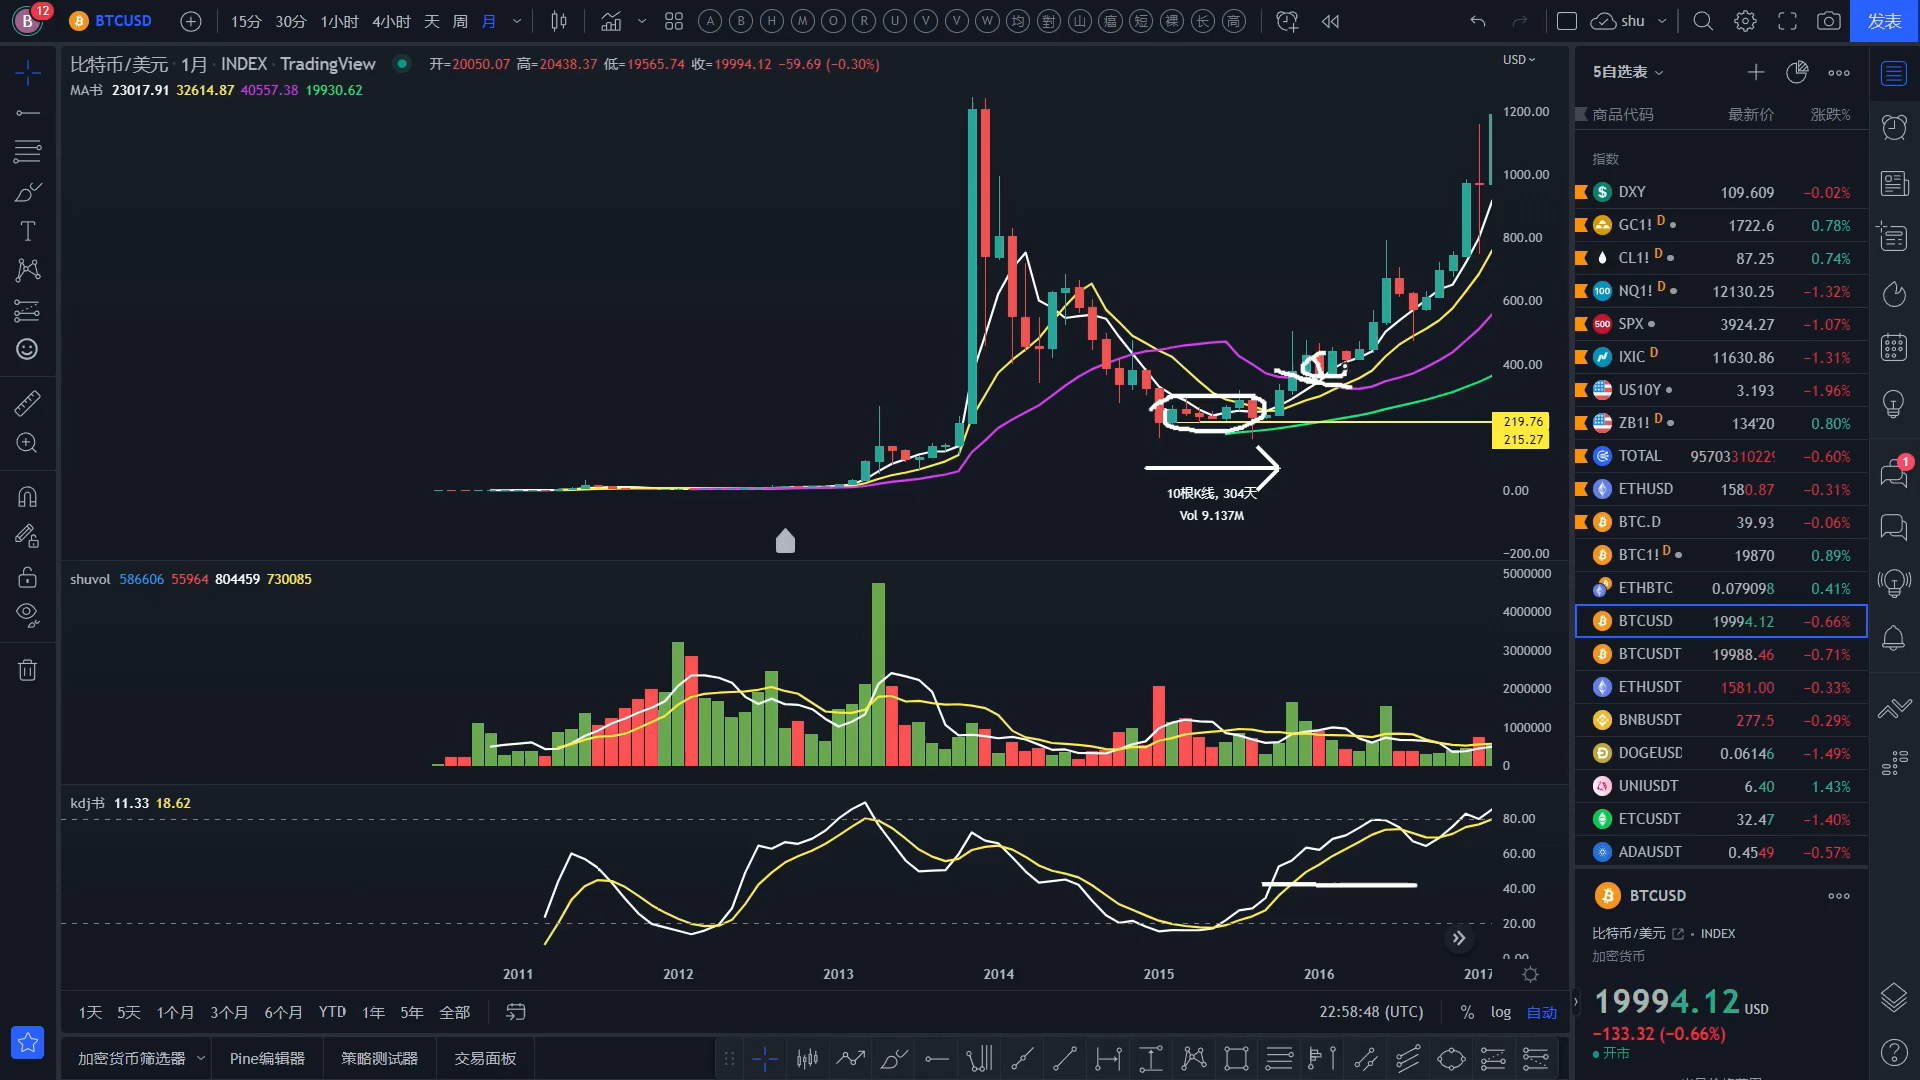 B 12 BTCUSD 15分 30分 1小时 4小时 天 周 月 A B H M O R U V V W 均 對 山 瘟 短 裸 长 高 shu 发表
比特币/美元 · 1月 · INDEX · TradingView 开=20050.07 高=20438.37 低=19565.74 收=19994.12 −59.69 (−0.30%)
MA书 23017.91 32614.87 40557.38 19930.62
USD
1200.00
1000.00
800.00
600.00
400.00
219.76
215.27
0.00
−200.00
10根K线, 304天
Vol 9.137M
shuvol 586606 55964 804459 730085
5000000
4000000
3000000
2000000
1000000
0
kdj书 11.33 18.62
80.00
60.00
40.00
20.00
0.00
2011 2012 2013 2014 2015 2016 2017
1天 5天 1个月 3个月 6个月 YTD 1年 5年 全部 22:58:48 (UTC) % log 自动
加密货币筛选器 Pine编辑器 策略测试器 交易面板
5自选表
商品代码 最新价 涨跌%
指数
DXY 109.609 −0.02%
GC1! D 1722.6 0.78%
CL1! D 87.25 0.74%
100 NQ1! D 12130.25 −1.32%
500 SPX 3924.27 −1.07%
IXIC D 11630.86 −1.31%
US10Y 3.193 −1.96%
ZB1! D 134'20 0.80%
TOTAL 95703310229 −0.60%
ETHUSD 1580.87 −0.31%
BTC.D 39.93 −0.06%
BTC1! D 19870 0.89%
ETHBTC 0.079098 0.41%
BTCUSD 19994.12 −0.66%
BTCUSDT 19988.46 −0.71%
ETHUSDT 1581.00 −0.33%
BNBUSDT 277.5 −0.29%
DOGEUSD 0.06146 −1.49%
UNIUSDT 6.40 1.43%
ETCUSDT 32.47 −1.40%
ADAUSDT 0.4549 −0.57%
BTCUSD
比特币/美元 • INDEX
加密货币
19994.12 USD
−133.32 (−0.66%)
开市
1